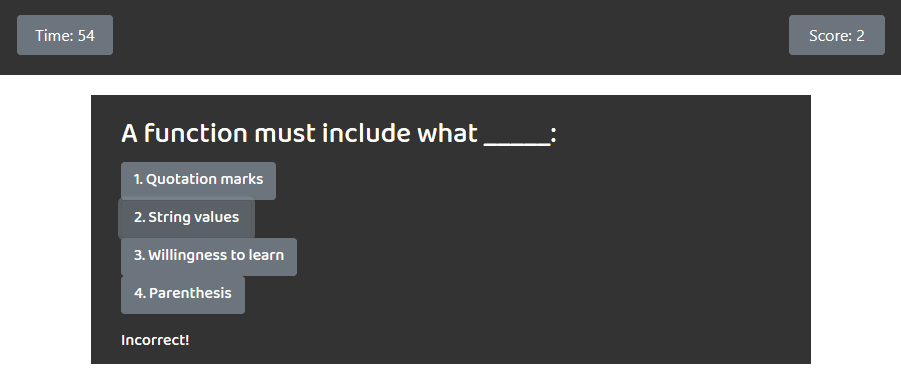 Time: 54
Score: 2
A function must include what _____:
1. Quotation marks
2. String values
3. Willingness to learn
4. Parenthesis
Incorrect!